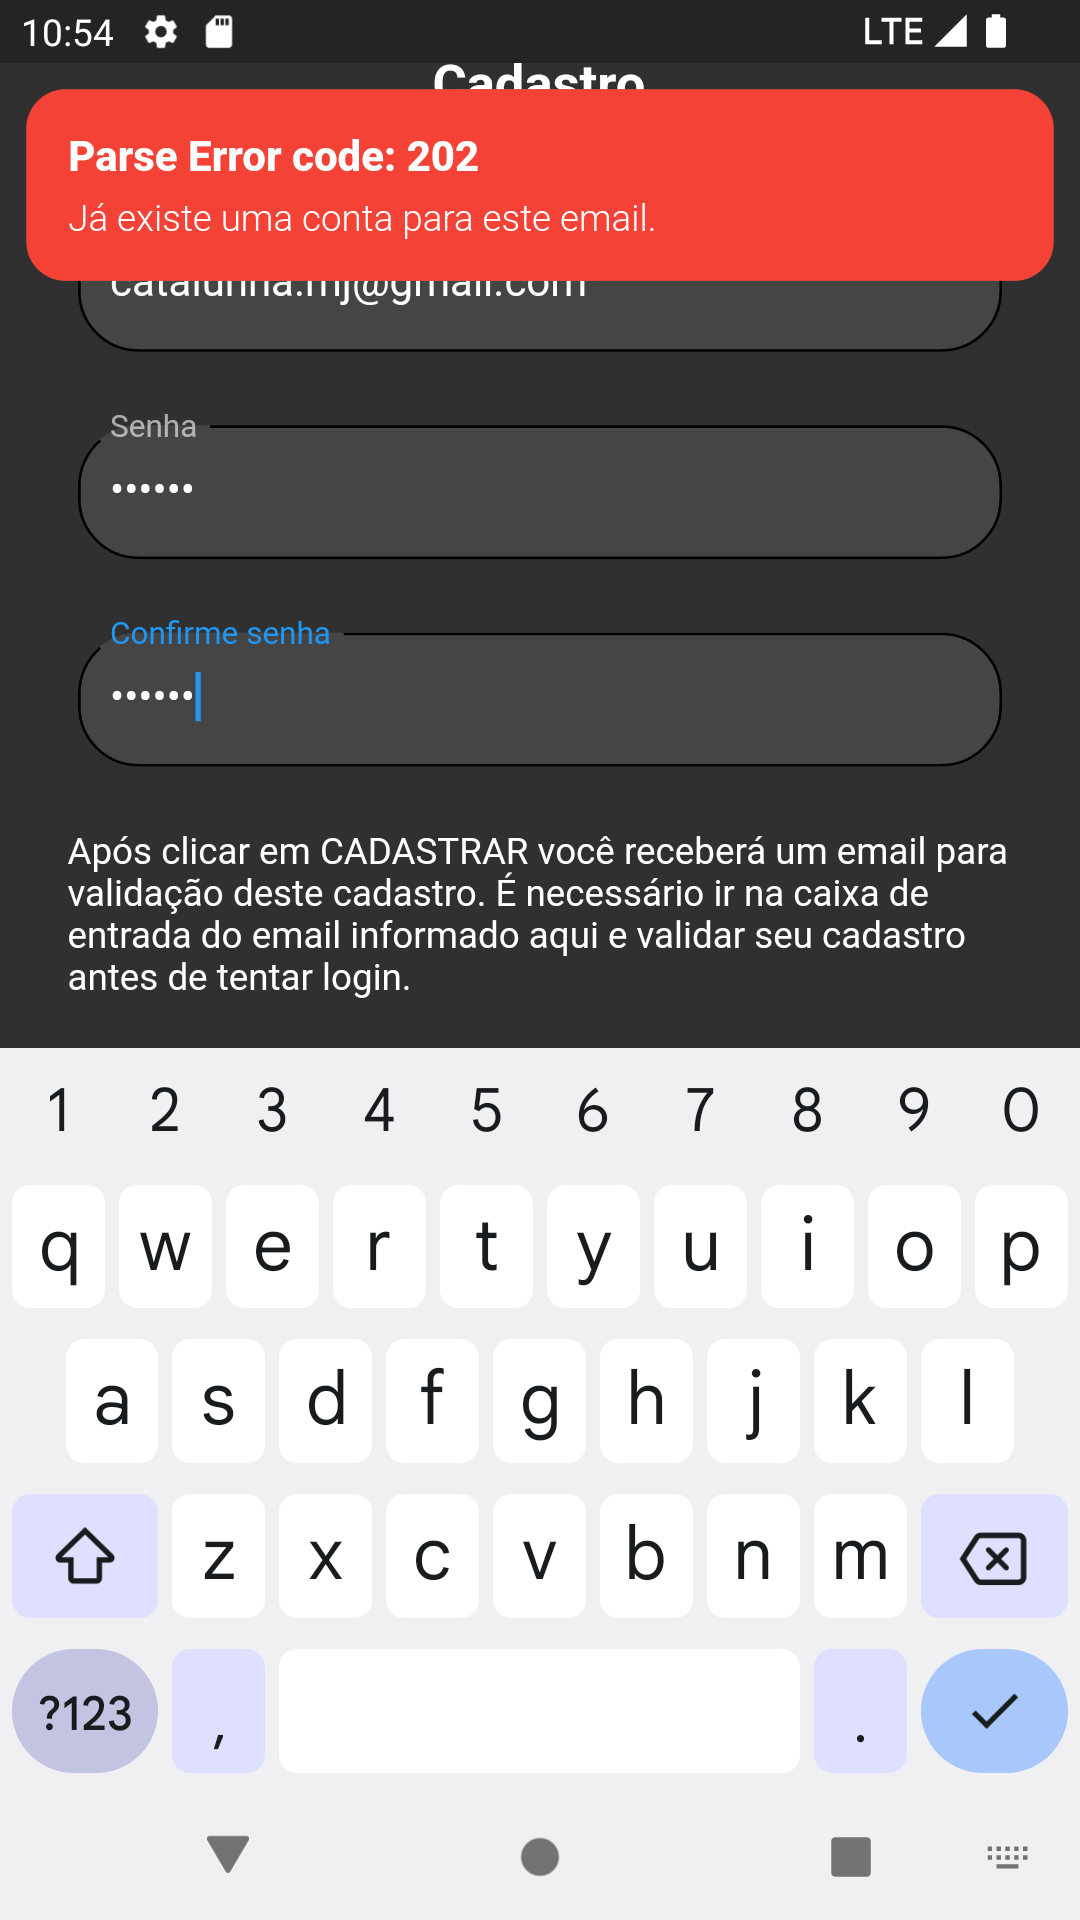 10:54
LTE
Cadastro
Parse Error code: 202
Já existe uma conta para este email.
catalunha.mj@gmail.com
Senha
••••••
Confirme senha
••••••
Após clicar em CADASTRAR você receberá um email para
validação deste cadastro. É necessário ir na caixa de
entrada do email informado aqui e validar seu cadastro
antes de tentar login.
1 2 3 4 5 6 7 8 9 0
q w e r t y u i o p
a s d f g h j k l
z x c v b n m
?123 , .